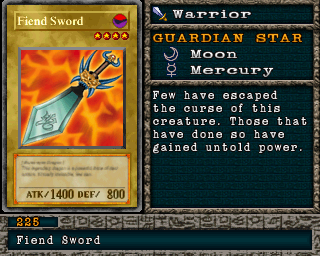 Fiend Sword
ATK/1400 DEF/ 800
Warrior
GUARDIAN STAR
Moon
Mercury
Few have escaped
the curse of this
creature. Those that
have done so have
gained untold power.
225
Fiend Sword